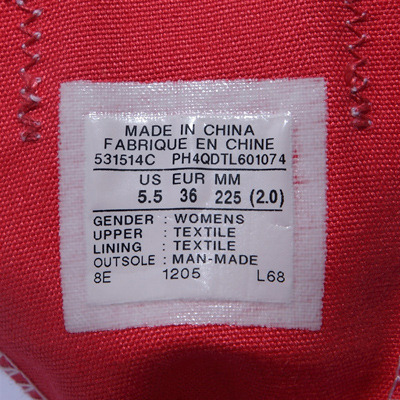 MADE IN CHINA
FABRIQUE EN CHINE
531514C PH4QDTL601074
US EUR MM
5.5 36 225 (2.0)
GENDER : WOMENS
UPPER : TEXTILE
LINING : TEXTILE
OUTSOLE : MAN-MADE
8E 1205 L68